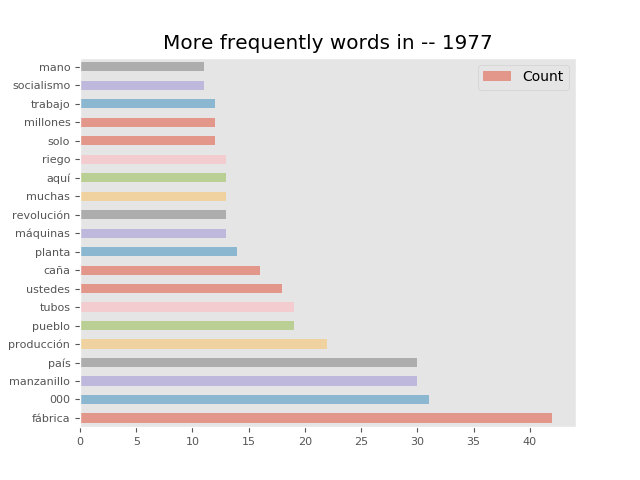 More frequently words in -- 1977
Count
mano
socialismo
trabajo
millones
solo
riego
aquí
muchas
revolución
máquinas
planta
caña
ustedes
tubos
pueblo
producción
país
manzanillo
000
fábrica
0 5 10 15 20 25 30 35 40